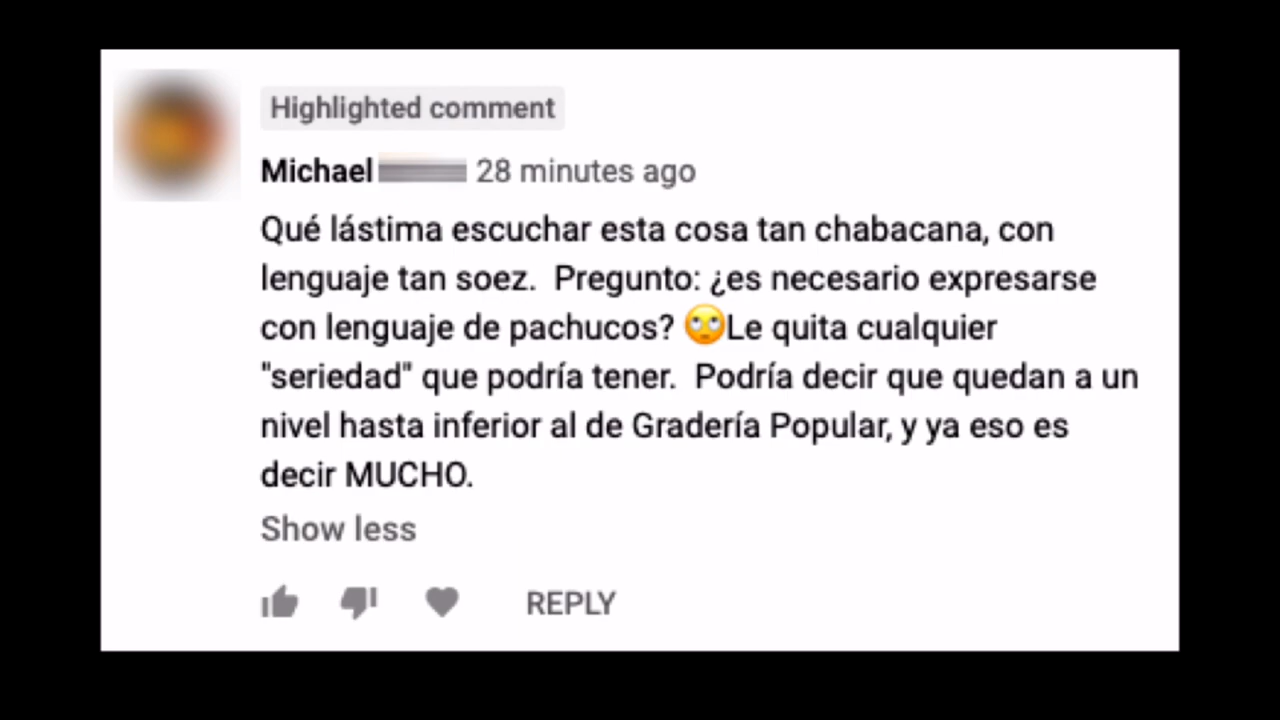 Highlighted comment
Michael 28 minutes ago
Qué lástima escuchar esta cosa tan chabacana, con
lenguaje tan soez.  Pregunto: ¿es necesario expresarse
con lenguaje de pachucos? 🙄Le quita cualquier
"seriedad" que podría tener.  Podría decir que quedan a un
nivel hasta inferior al de Gradería Popular, y ya eso es
decir MUCHO.
Show less
REPLY